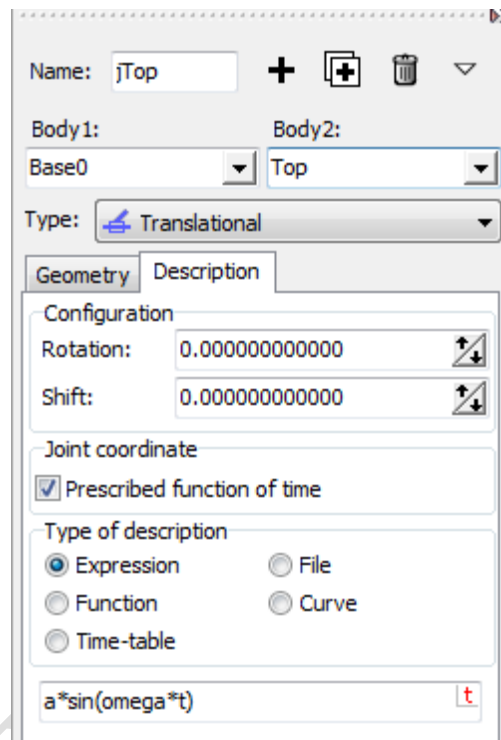 Name: jTop
Body1: Body2:
Base0 Top
Type: Translational
Geometry Description
Configuration
Rotation: 0.000000000000
Shift: 0.000000000000
Joint coordinate
Prescribed function of time
Type of description
Expression File
Function Curve
Time-table
a*sin(omega*t) t